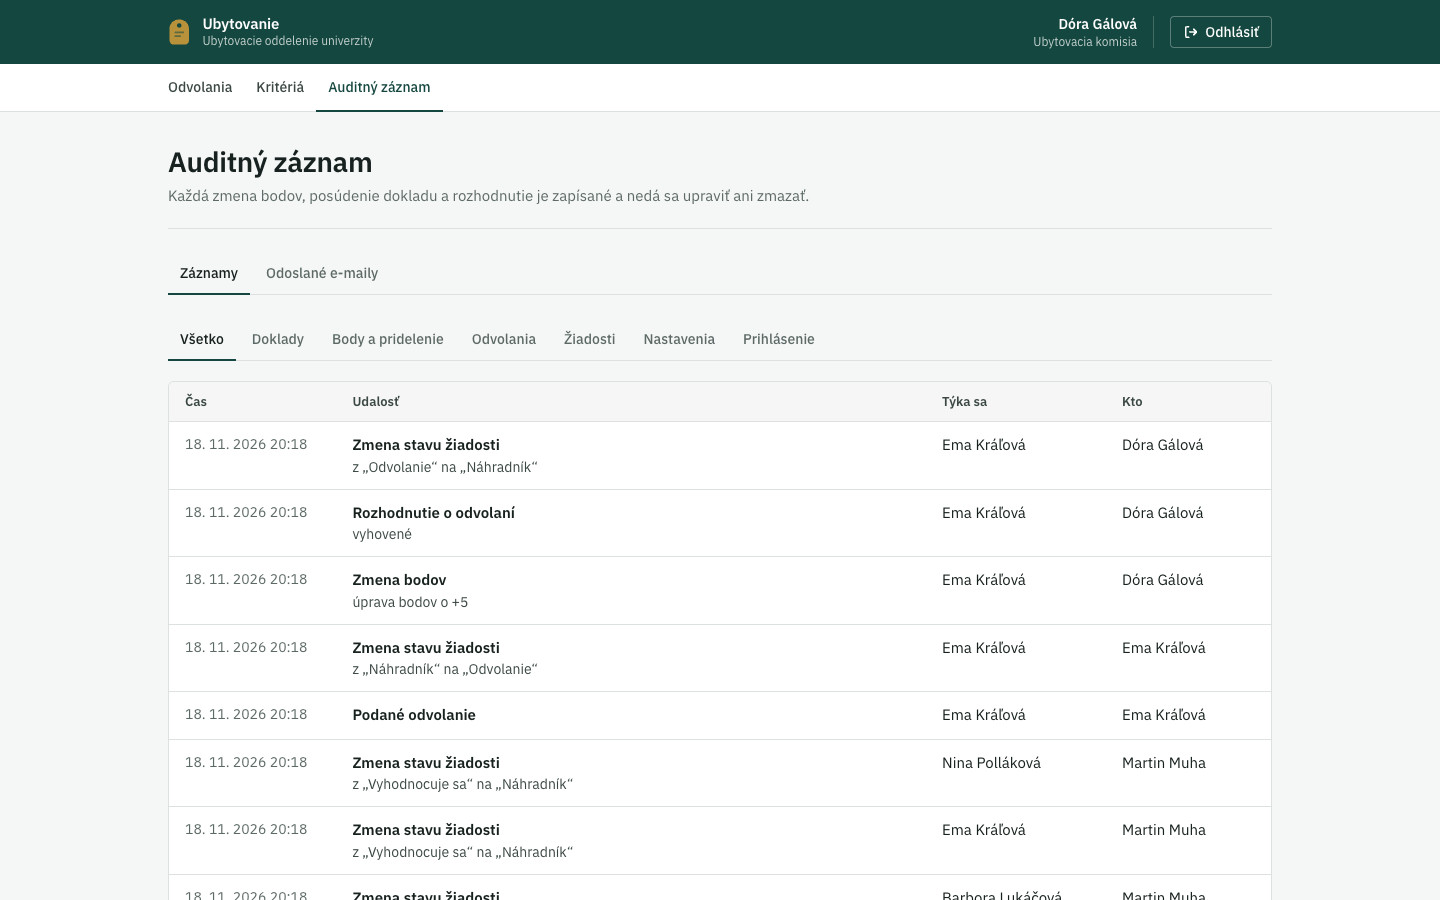 Ubytovanie
Ubytovacie oddelenie univerzity
Dóra Gálová
Ubytovacia komisia
Odhlásiť
Odvolania Kritériá Auditný záznam
Auditný záznam
Každá zmena bodov, posúdenie dokladu a rozhodnutie je zapísané a nedá sa upraviť ani zmazať.
Záznamy Odoslané e-maily
Všetko Doklady Body a pridelenie Odvolania Žiadosti Nastavenia Prihlásenie
Čas Udalosť Týka sa Kto
18. 11. 2026 20:18 Zmena stavu žiadosti Ema Kráľová Dóra Gálová
z „Odvolanie“ na „Náhradník“
18. 11. 2026 20:18 Rozhodnutie o odvolaní Ema Kráľová Dóra Gálová
vyhovené
18. 11. 2026 20:18 Zmena bodov Ema Kráľová Dóra Gálová
úprava bodov o +5
18. 11. 2026 20:18 Zmena stavu žiadosti Ema Kráľová Ema Kráľová
z „Náhradník“ na „Odvolanie“
18. 11. 2026 20:18 Podané odvolanie Ema Kráľová Ema Kráľová
18. 11. 2026 20:18 Zmena stavu žiadosti Nina Polláková Martin Muha
z „Vyhodnocuje sa“ na „Náhradník“
18. 11. 2026 20:18 Zmena stavu žiadosti Ema Kráľová Martin Muha
z „Vyhodnocuje sa“ na „Náhradník“
18. 11. 2026 20:18 Zmena stavu žiadosti Barbora Lukáčová Martin Muha